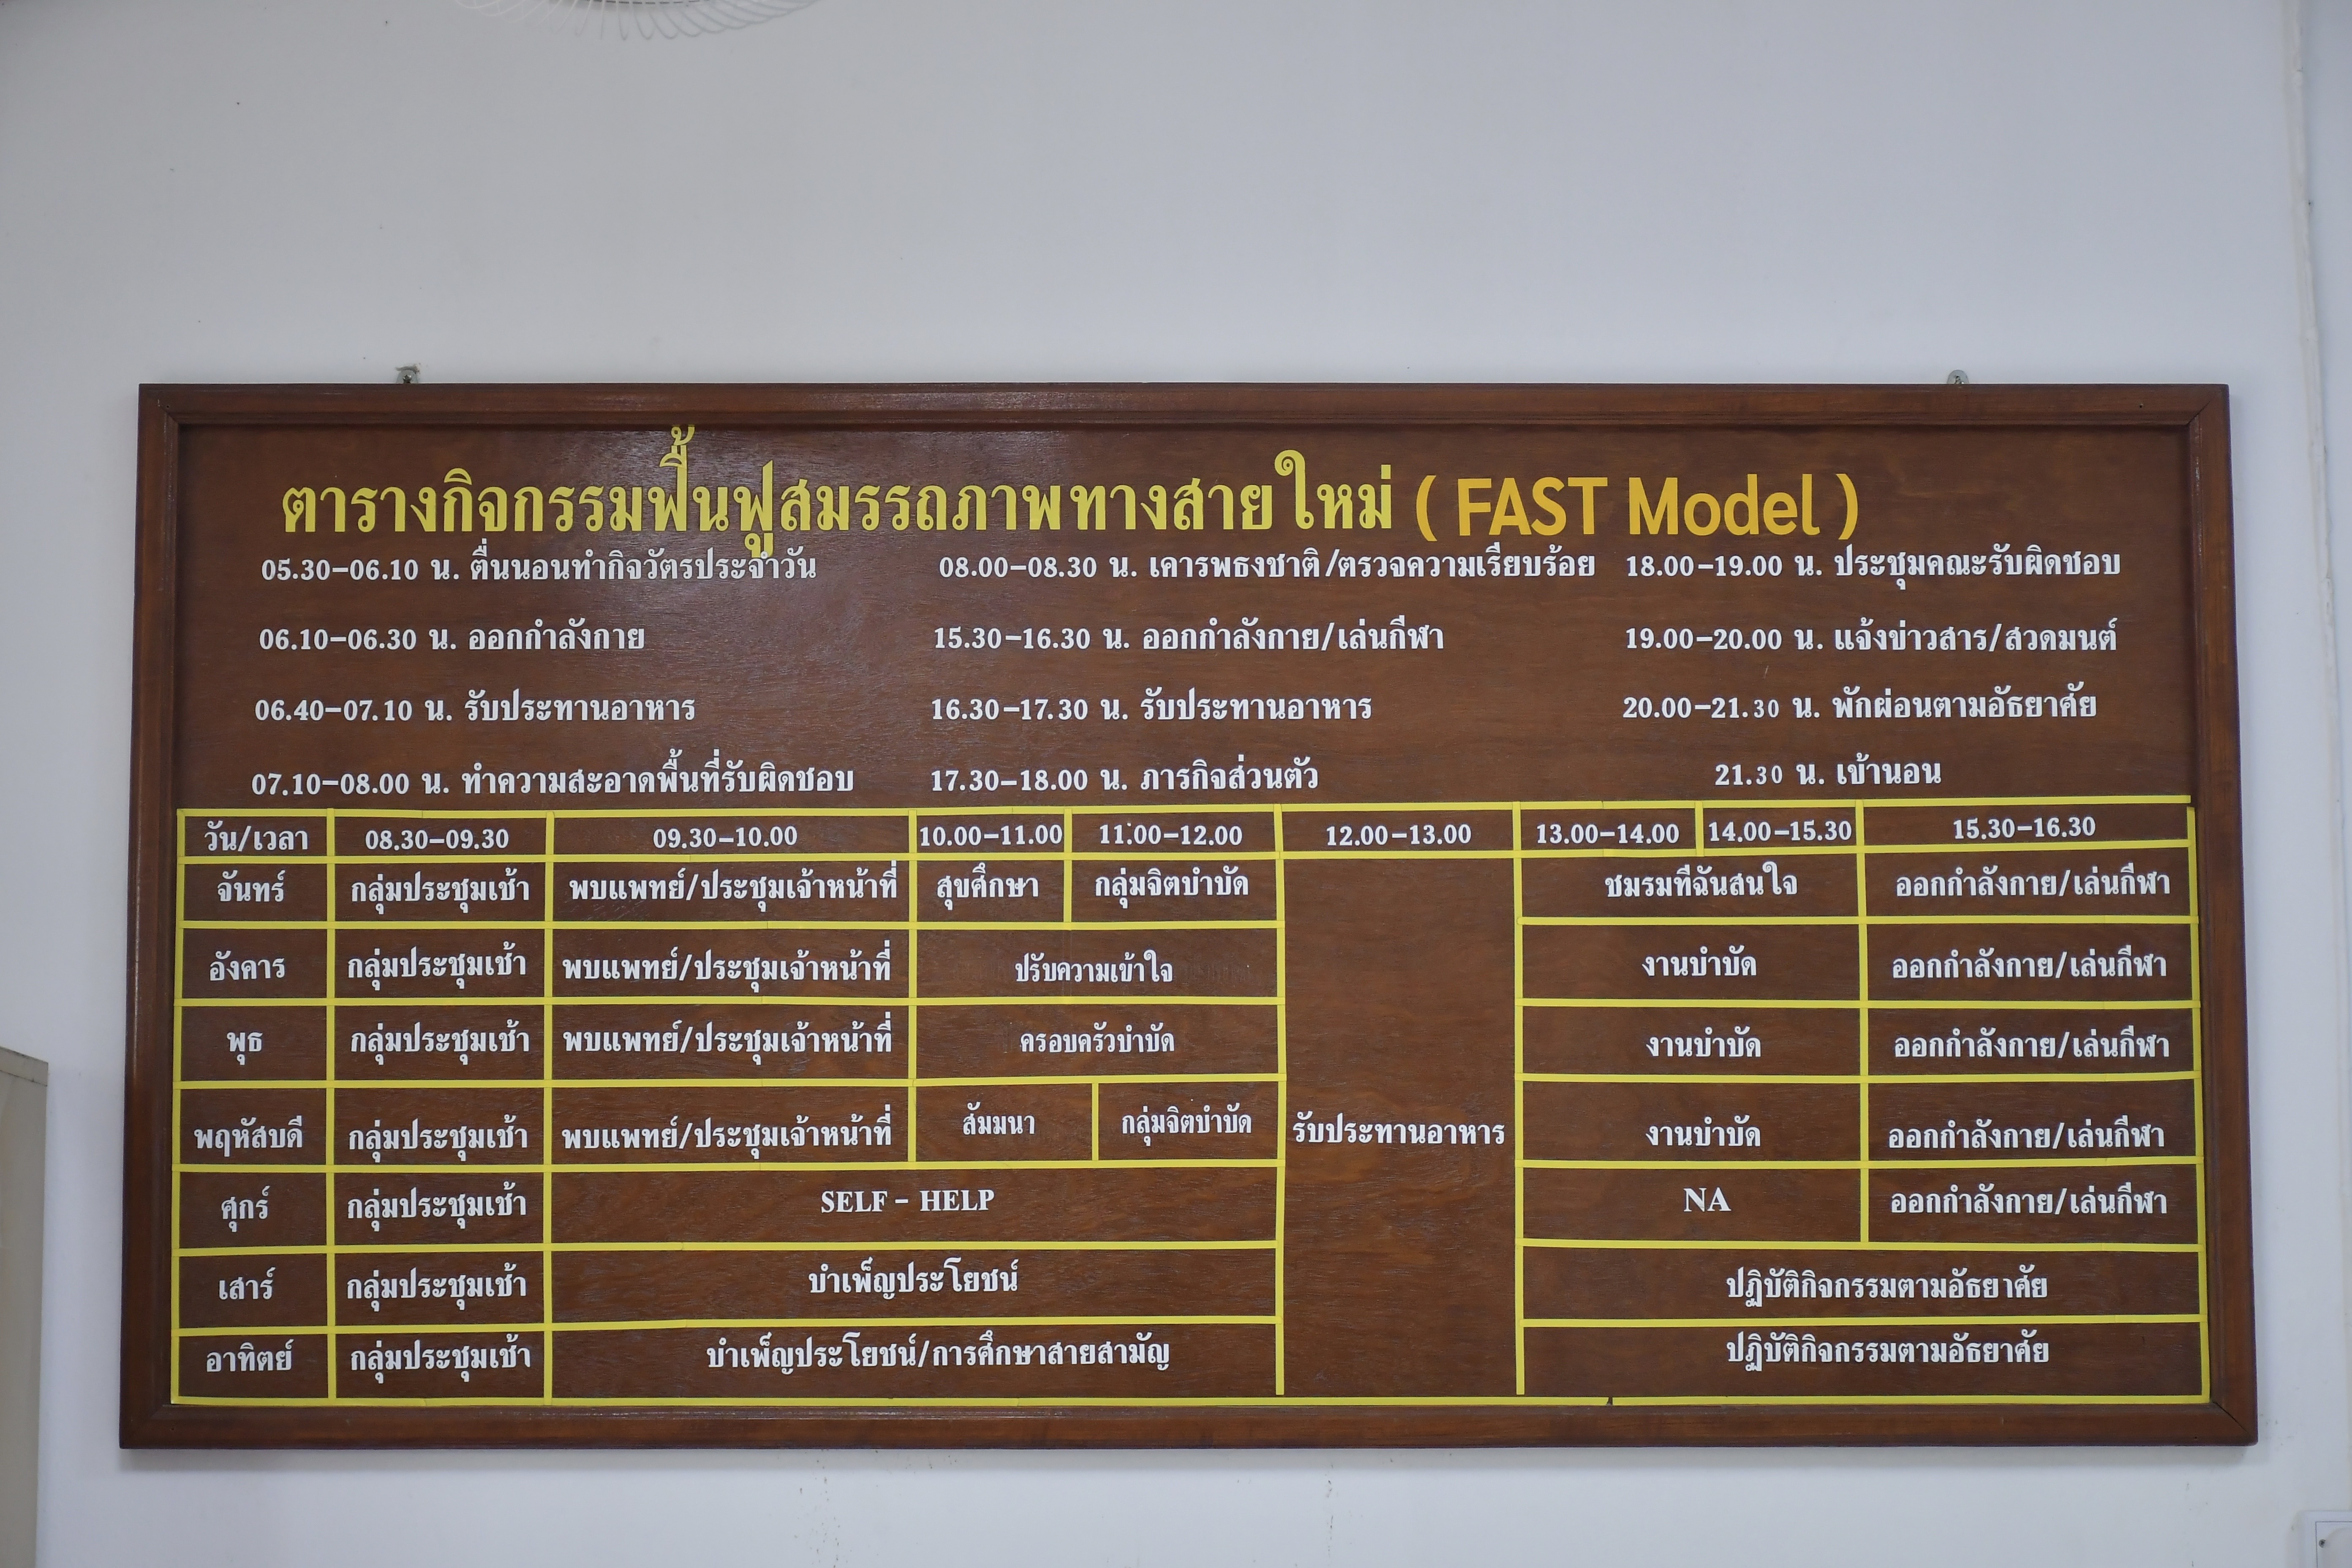 ตารางกิจกรรมฟื้นฟูสมรรถภาพทางสายใหม่ ( FAST Model )
05.30-06.10 น. ตื่นนอนทำกิจวัตรประจำวัน 08.00-08.30 น. เคารพธงชาติ/ตรวจความเรียบร้อย 18.00-19.00 น. ประชุมคณะรับผิดชอบ
06.10-06.30 น. ออกกำลังกาย 15.30-16.30 น. ออกกำลังกาย/เล่นกีฬา 19.00-20.00 น. แจ้งข่าวสาร/สวดมนต์
06.40-07.10 น. รับประทานอาหาร 16.30-17.30 น. รับประทานอาหาร 20.00-21.30 น. พักผ่อนตามอัธยาศัย
07.10-08.00 น. ทำความสะอาดพื้นที่รับผิดชอบ 17.30-18.00 น. ภารกิจส่วนตัว 21.30 น. เข้านอน
วัน/เวลา 08.30-09.30 09.30-10.00 10.00-11.00 11.00-12.00 12.00-13.00 13.00-14.00 14.00-15.30 15.30-16.30
จันทร์ กลุ่มประชุมเช้า พบแพทย์/ประชุมเจ้าหน้าที่ สุขศึกษา กลุ่มจิตบำบัด ชมรมที่ฉันสนใจ ออกกำลังกาย/เล่นกีฬา
อังคาร กลุ่มประชุมเช้า พบแพทย์/ประชุมเจ้าหน้าที่ ปรับความเข้าใจ งานบำบัด ออกกำลังกาย/เล่นกีฬา
พุธ กลุ่มประชุมเช้า พบแพทย์/ประชุมเจ้าหน้าที่ ครอบครัวบำบัด งานบำบัด ออกกำลังกาย/เล่นกีฬา
พฤหัสบดี กลุ่มประชุมเช้า พบแพทย์/ประชุมเจ้าหน้าที่ สัมมนา กลุ่มจิตบำบัด รับประทานอาหาร งานบำบัด ออกกำลังกาย/เล่นกีฬา
ศุกร์ กลุ่มประชุมเช้า SELF - HELP NA ออกกำลังกาย/เล่นกีฬา
เสาร์ กลุ่มประชุมเช้า บำเพ็ญประโยชน์ ปฏิบัติกิจกรรมตามอัธยาศัย
อาทิตย์ กลุ่มประชุมเช้า บำเพ็ญประโยชน์/การศึกษาสายสามัญ ปฏิบัติกิจกรรมตามอัธยาศัย